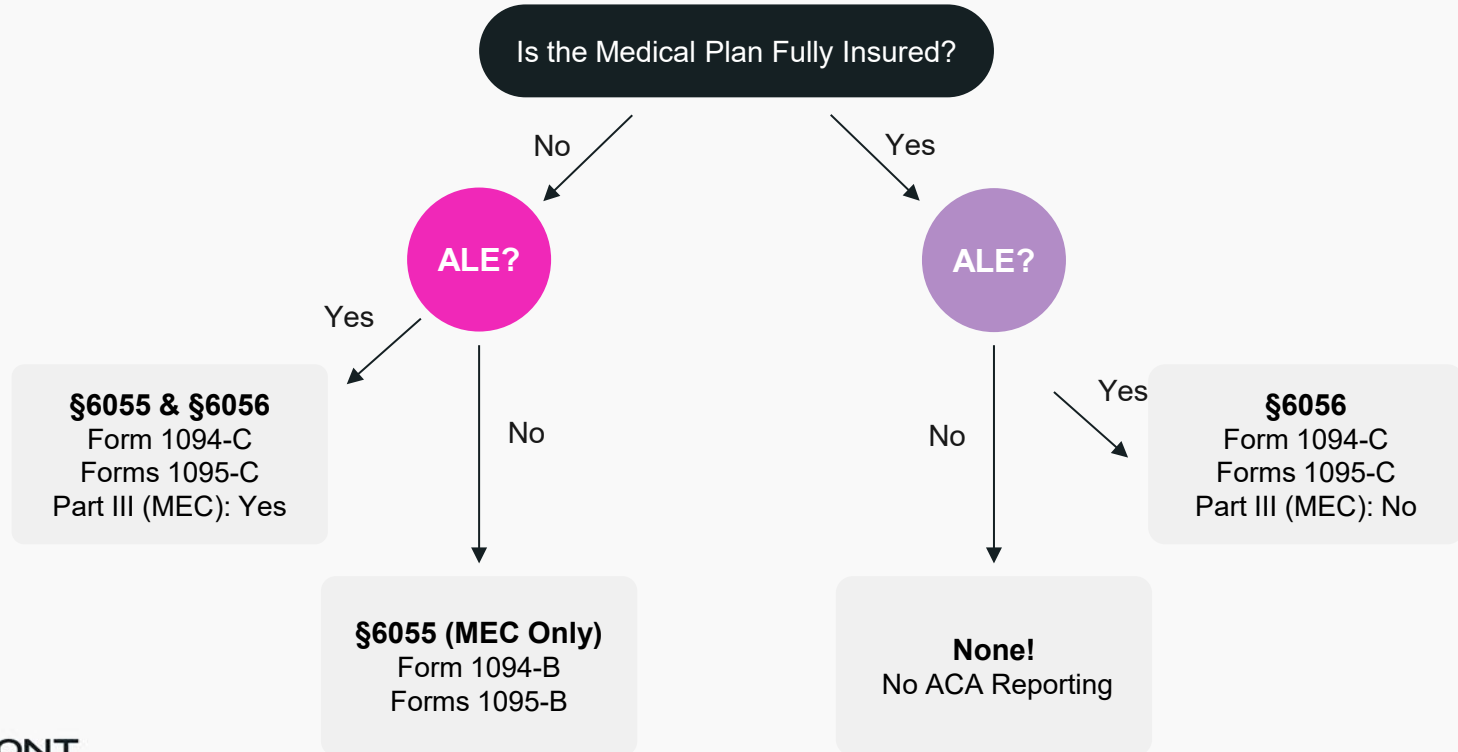 Is the Medical Plan Fully Insured?
No
Yes
ALE?
ALE?
Yes
No
§6055 & §6056
Form 1094-C
Forms 1095-C
Part III (MEC): Yes
No
Yes
§6056
Form 1094-C
Forms 1095-C
Part III (MEC): No
§6055 (MEC Only)
Form 1094-B
Forms 1095-B
None!
No ACA Reporting